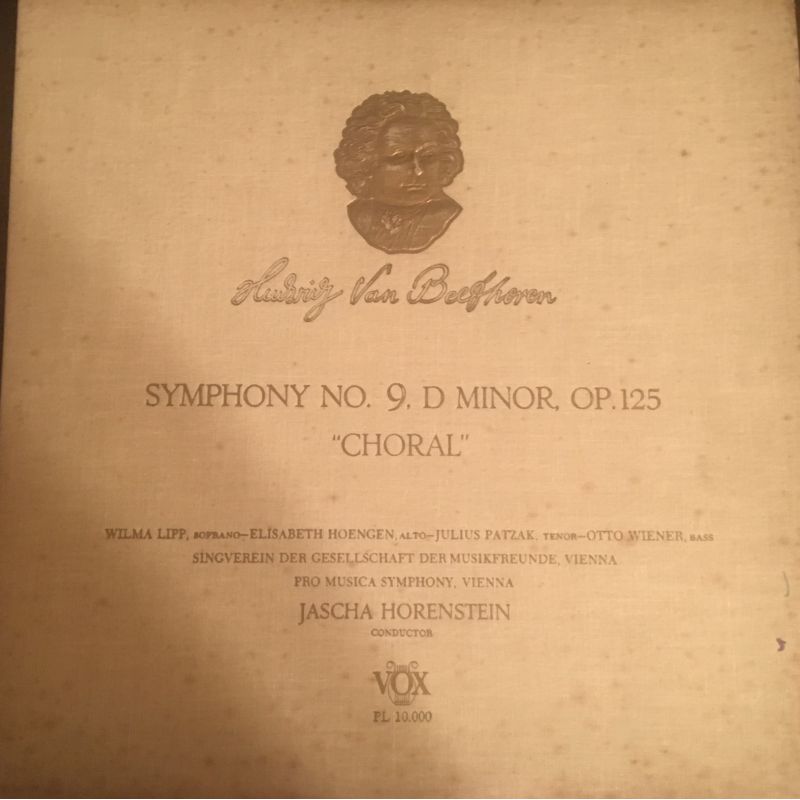 Ludwig Van Beethoven
SYMPHONY NO. 9, D MINOR, OP. 125
"CHORAL"
WILMA LIPP, SOPRANO—ELISABETH HOENGEN, ALTO—JULIUS PATZAK, TENOR—OTTO WIENER, BASS
SINGVEREIN DER GESELLSCHAFT DER MUSIKFREUNDE, VIENNA
PRO MUSICA SYMPHONY, VIENNA
JASCHA HORENSTEIN
CONDUCTOR
VOX
PL 10.000